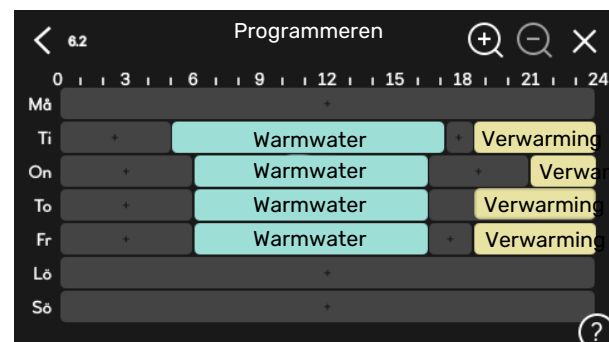 6.2 Programmeren
0 3 6 9 12 15 18 21 24
Må
Ti Warmwater Verwarming
On Warmwater Verwar
To Warmwater Verwarming
Fr Warmwater Verwarming
Lö
Sö
?